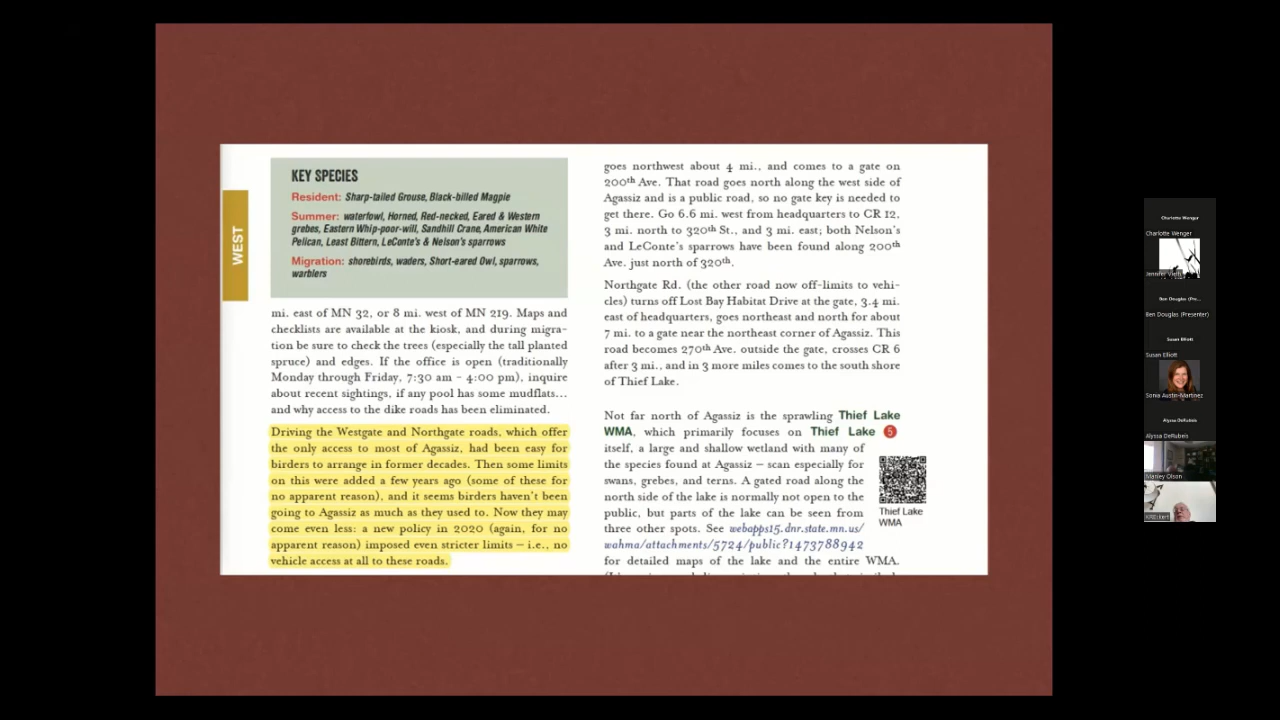 WEST
KEY SPECIES
Resident: Sharp-tailed Grouse, Black-billed Magpie
Summer: waterfowl, Horned, Red-necked, Eared & Western
grebes, Eastern Whip-poor-will, Sandhill Crane, American White
Pelican, Least Bittern, LeConte's & Nelson's sparrows
Migration: shorebirds, waders, Short-eared Owl, sparrows,
warblers
mi. east of MN 32, or 8 mi. west of MN 219. Maps and
checklists are available at the kiosk, and during migra-
tion be sure to check the trees (especially the tall planted
spruce) and edges. If the office is open (traditionally
Monday through Friday, 7:30 am – 4:00 pm), inquire
about recent sightings, if any pool has some mudflats...
and why access to the dike roads has been eliminated.
Driving the Westgate and Northgate roads, which offer
the only access to most of Agassiz, had been easy for
birders to arrange in former decades. Then some limits
on this were added a few years ago (some of these for
no apparent reason), and it seems birders haven't been
going to Agassiz as much as they used to. Now they may
come even less: a new policy in 2020 (again, for no
apparent reason) imposed even stricter limits – i.e., no
vehicle access at all to these roads.
goes northwest about 4 mi., and comes to a gate on
200th Ave. That road goes north along the west side of
Agassiz and is a public road, so no gate key is needed to
get there. Go 6.6 mi. west from headquarters to CR 12,
3 mi. north to 320th St., and 3 mi. east; both Nelson's
and LeConte's sparrows have been found along 200th
Ave. just north of 320th.
Northgate Rd. (the other road now off-limits to vehi-
cles) turns off Lost Bay Habitat Drive at the gate, 3.4 mi.
east of headquarters, goes northeast and north for about
7 mi. to a gate near the northeast corner of Agassiz. This
road becomes 270th Ave. outside the gate, crosses CR 6
after 3 mi., and in 3 more miles comes to the south shore
of Thief Lake.
Not far north of Agassiz is the sprawling Thief Lake
WMA, which primarily focuses on Thief Lake 5
itself, a large and shallow wetland with many of
the species found at Agassiz – scan especially for
swans, grebes, and terns. A gated road along the
north side of the lake is normally not open to the
public, but parts of the lake can be seen from
three other spots. See webapps15.dnr.state.mn.us/
wahma/attachments/5724/public?1473788942
for detailed maps of the lake and the entire WMA.
Thief Lake
WMA
Charlotte Wenger
Charlotte Wenger
Ben Douglas (Pre...
Ben Douglas (Presenter)
Susan Elliott
Susan Elliott
Sonia Austin-Martinez
Alyssa DeRubeis
Alyssa DeRubeis
Manley Olson